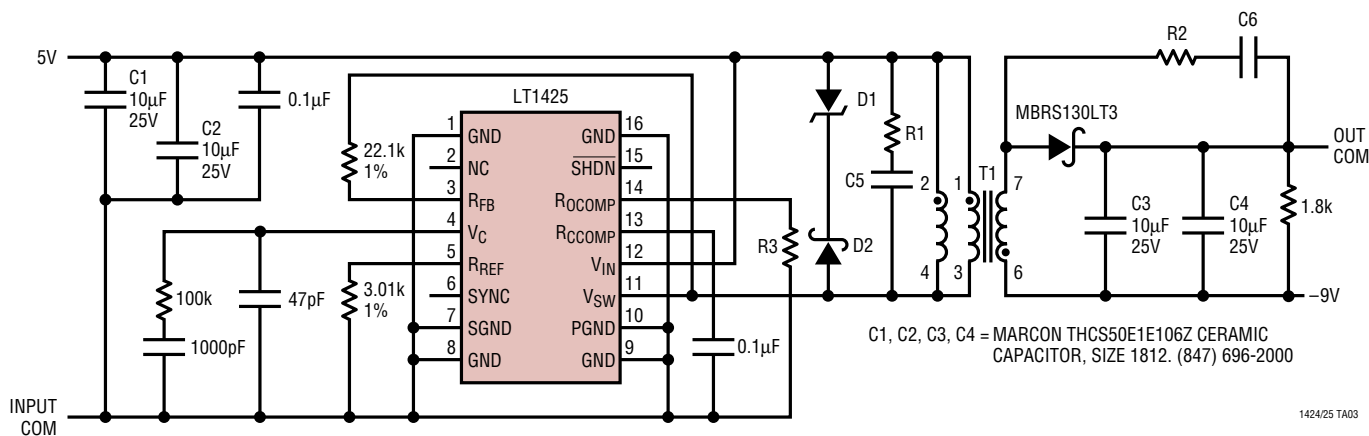 5V
C1
10μF
25V
C2
10μF
25V
0.1μF
22.1k
1%
LT1425
1
GND
2
NC
3
RFB
4
VC
5
RREF
6
SYNC
7
SGND
8
GND
16
GND
15
SHDN
14
ROCOMP
13
RCCOMP
12
VIN
11
VSW
10
PGND
9
GND
100k
1000pF
47pF
3.01k
1%
R3
0.1μF
D1
D2
R1
C5
2
4
1
3
T1
7
6
R2
C6
MBRS130LT3
C3
10μF
25V
C4
10μF
25V
1.8k
OUT
COM
–9V
INPUT
COM
C1, C2, C3, C4 = MARCON THCS50E1E106Z CERAMIC
CAPACITOR, SIZE 1812. (847) 696-2000
1424/25 TA03